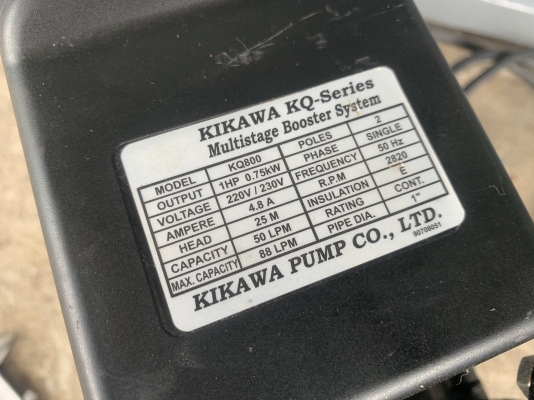 KIKAWA KQ-Series
Multistage Booster System
MODEL KQ800 POLES 2
OUTPUT 1HP 0.75kW PHASE SINGLE
VOLTAGE 220V / 230V FREQUENCY 50 Hz
AMPERE 4.8 A R.P.M 2820
HEAD 25 M INSULATION E
CAPACITY 50 LPM RATING CONT.
MAX. CAPACITY 88 LPM PIPE DIA. 1"
KIKAWA PUMP CO., LTD.
90708051